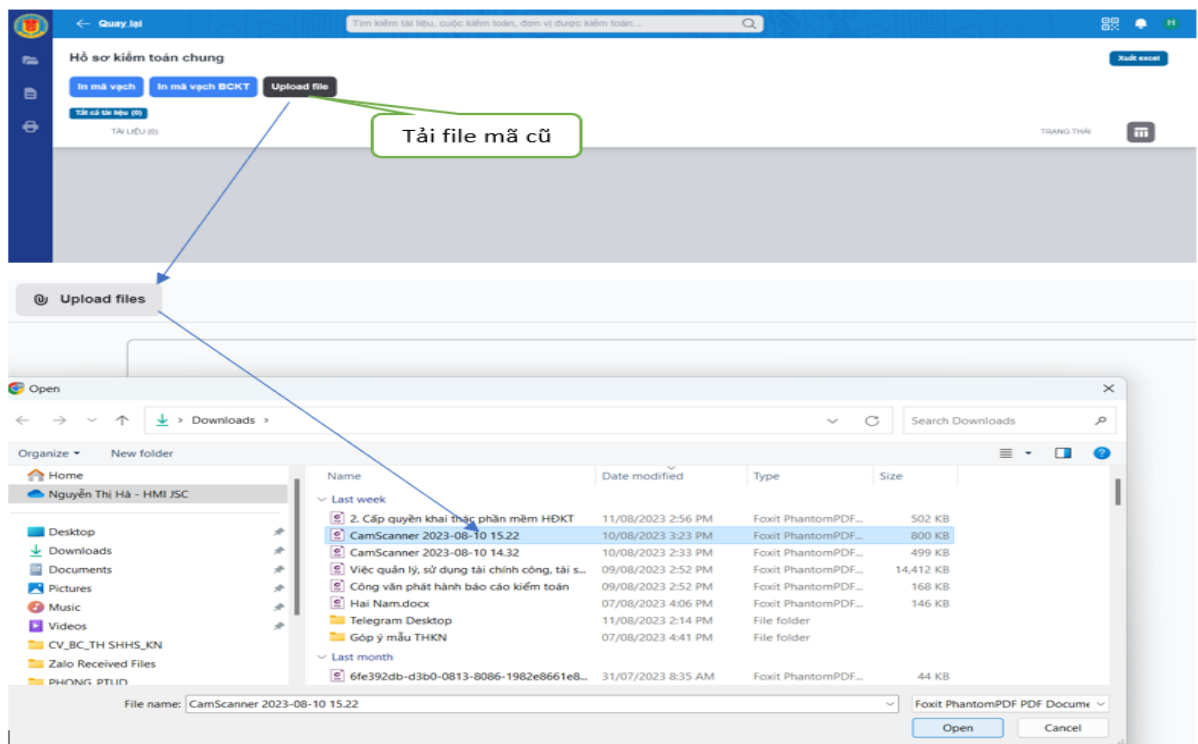 Quay lại
Tìm kiếm tài liệu, cuộc kiểm toán, đơn vị được kiểm toán...
H
Hồ sơ kiểm toán chung
Xuất excel
In mã vạch In mã vạch BCKT Upload file
Tất cả tài liệu (0)
Tải file mã cũ
TÀI LIỆU (0) TRẠNG THÁI
Upload files
Open
Downloads
Search Downloads
Organize New folder
Home
Nguyễn Thị Hà - HMI JSC
Desktop
Downloads
Documents
Pictures
Music
Videos
CV_BC_TH SHHS_KN
Zalo Received Files
PHONG PTUD
Name Date modified Type Size
Last week
2. Cấp quyền khai thác phần mềm HĐKT 11/08/2023 2:56 PM Foxit PhantomPDF... 502 KB
CamScanner 2023-08-10 15.22 10/08/2023 3:23 PM Foxit PhantomPDF... 800 KB
CamScanner 2023-08-10 14.32 10/08/2023 2:33 PM Foxit PhantomPDF... 499 KB
Việc quản lý, sử dụng tài chính công, tài s... 09/08/2023 2:52 PM Foxit PhantomPDF... 14,412 KB
Công văn phát hành báo cáo kiểm toán 09/08/2023 2:52 PM Foxit PhantomPDF... 168 KB
Hai Nam.docx 07/08/2023 4:06 PM Foxit PhantomPDF... 146 KB
Telegram Desktop 11/08/2023 2:14 PM File folder
Góp ý mẫu THKN 07/08/2023 4:41 PM File folder
Last month
6fe392db-d3b0-0813-8086-1982e8661e8... 31/07/2023 8:35 AM Foxit PhantomPDF... 44 KB
File name: CamScanner 2023-08-10 15.22 Foxit PhantomPDF PDF Docume
Open Cancel